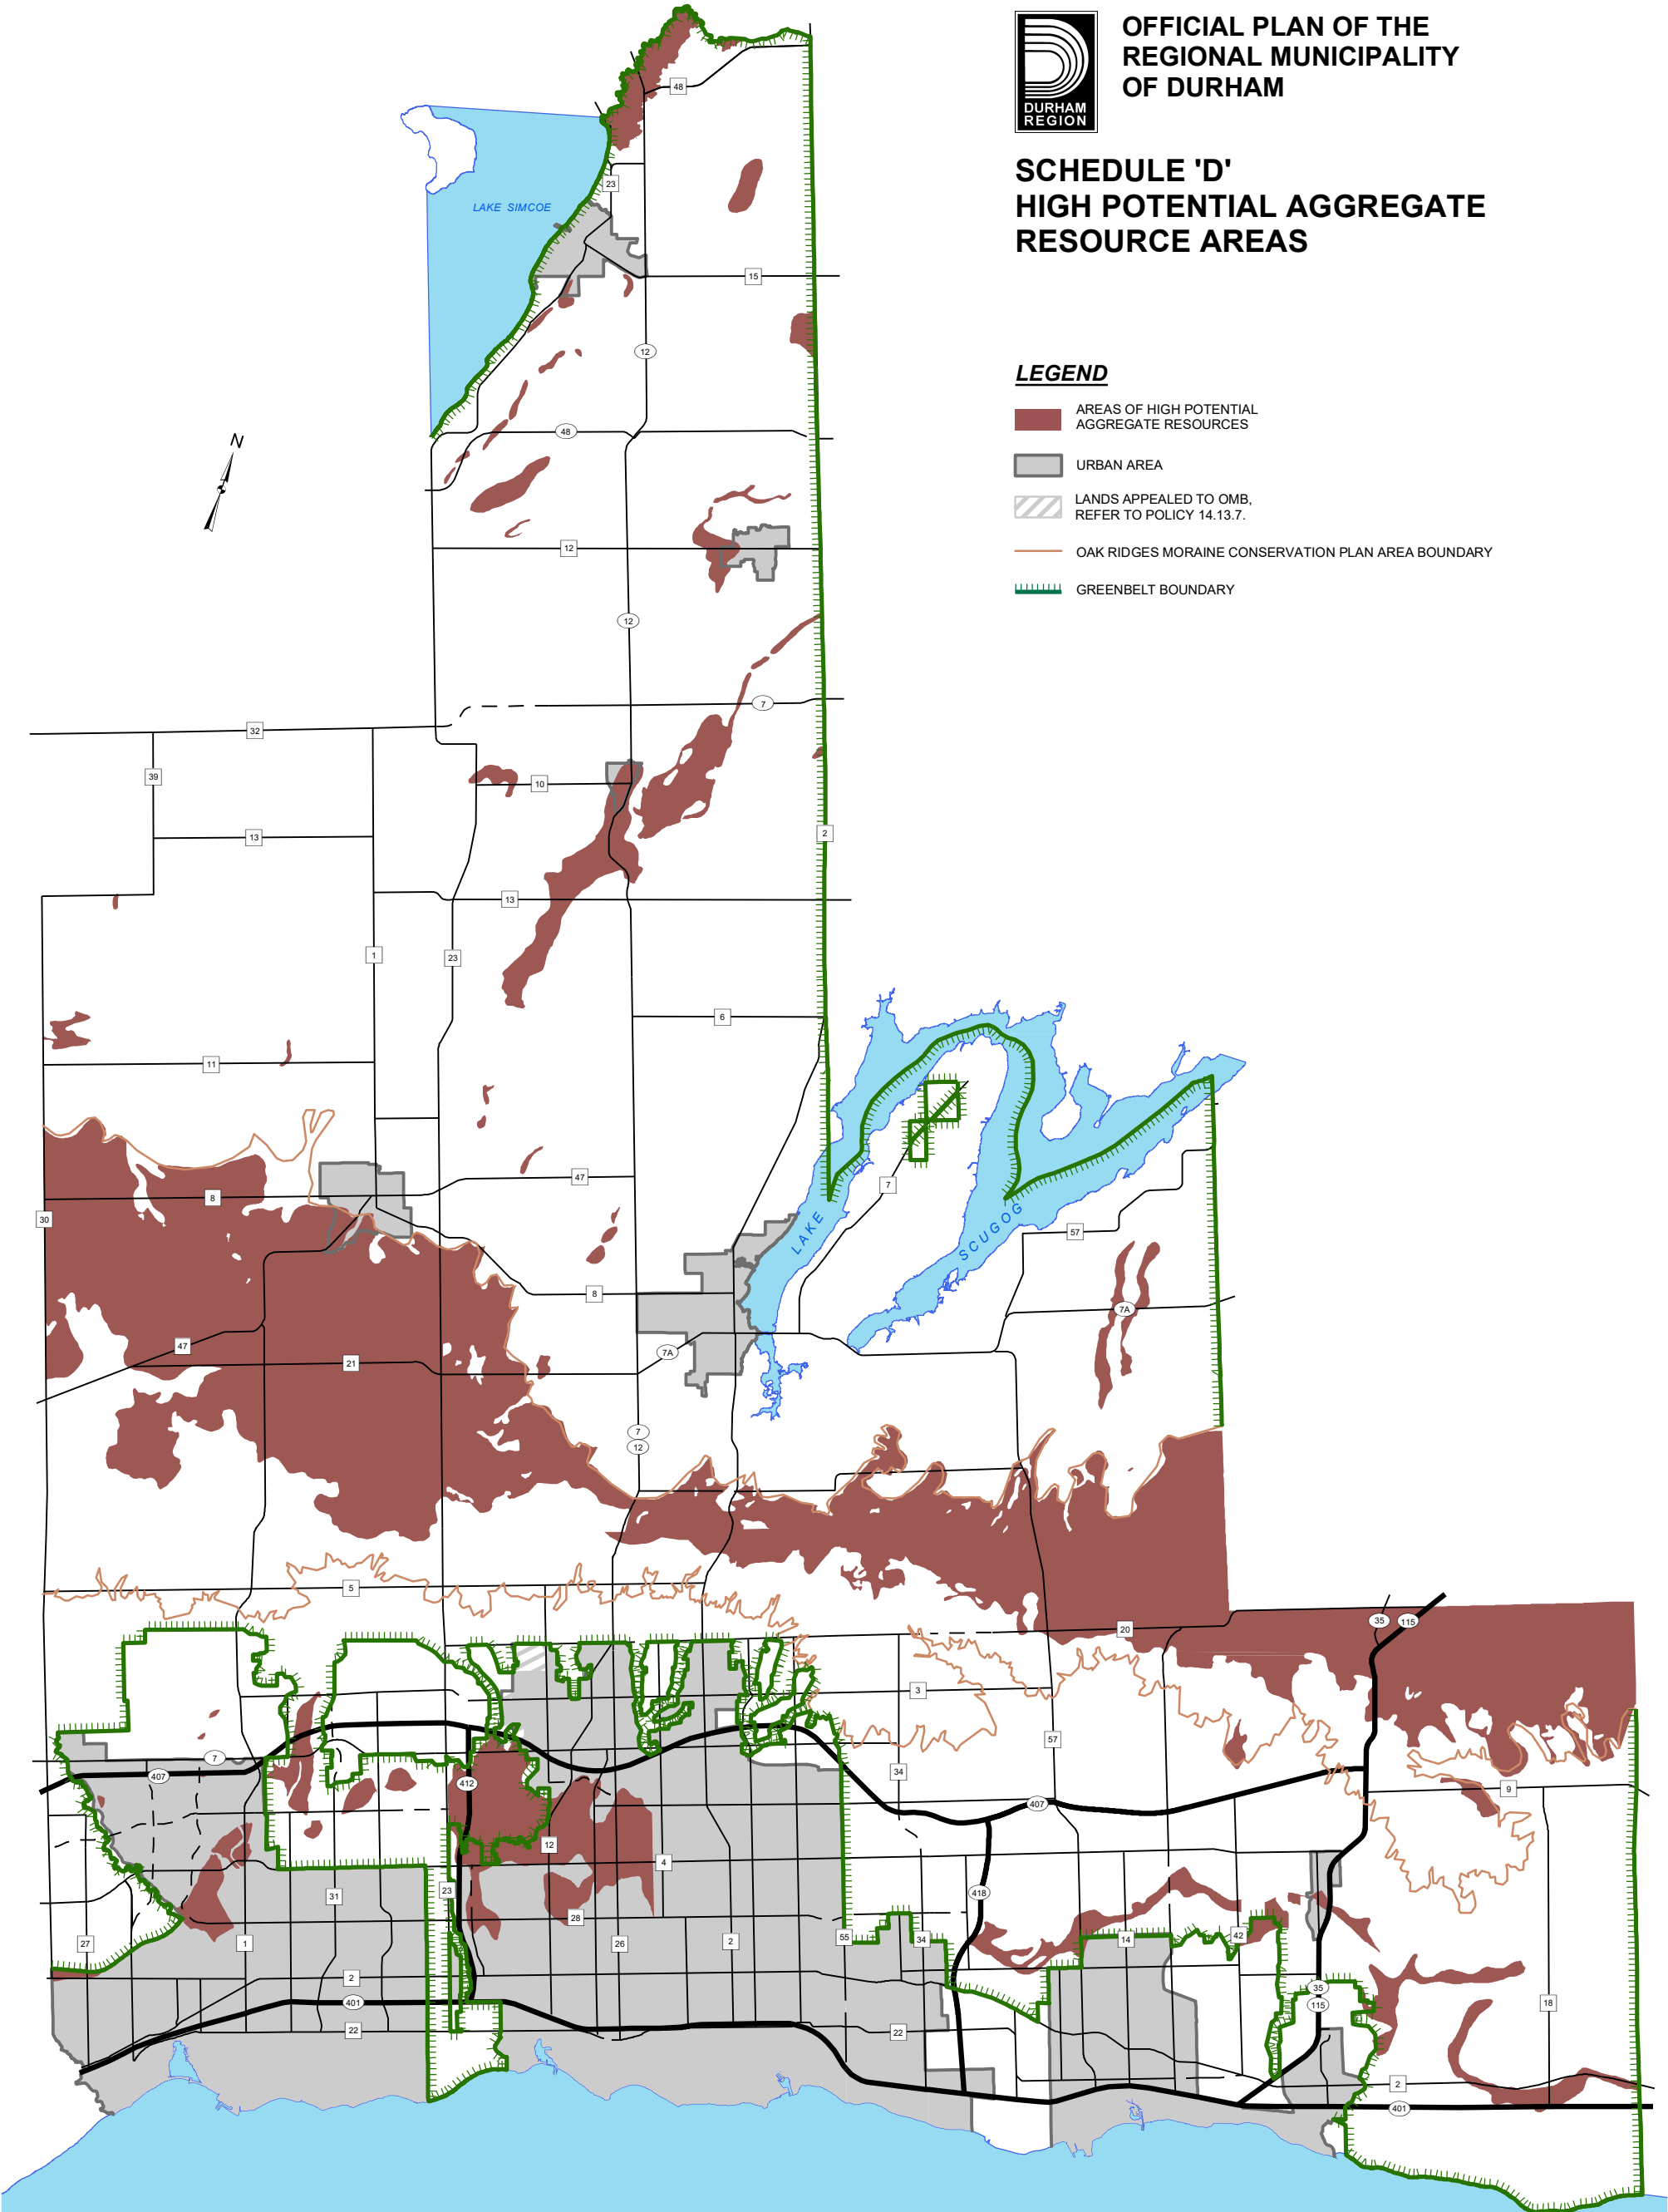 DURHAM
REGION
OFFICIAL PLAN OF THE
REGIONAL MUNICIPALITY
OF DURHAM
SCHEDULE 'D'
HIGH POTENTIAL AGGREGATE
RESOURCE AREAS
LEGEND
AREAS OF HIGH POTENTIAL
AGGREGATE RESOURCES
URBAN AREA
LANDS APPEALED TO OMB,
REFER TO POLICY 14.13.7.
OAK RIDGES MORAINE CONSERVATION PLAN AREA BOUNDARY
GREENBELT BOUNDARY
N
48
23
LAKE SIMCOE
15
12
48
12
12
7
32
39
10
13
2
13
1
23
6
11
47
7
8
30
LAKE
SCUGOG
57
8
7A
47
7A
21
7
12
5
35
115
20
3
57
7
407
34
412
9
407
12
4
23
31
418
28
42
27
1
26
2
55
34
14
2
35
401
115
18
22
22
2
401